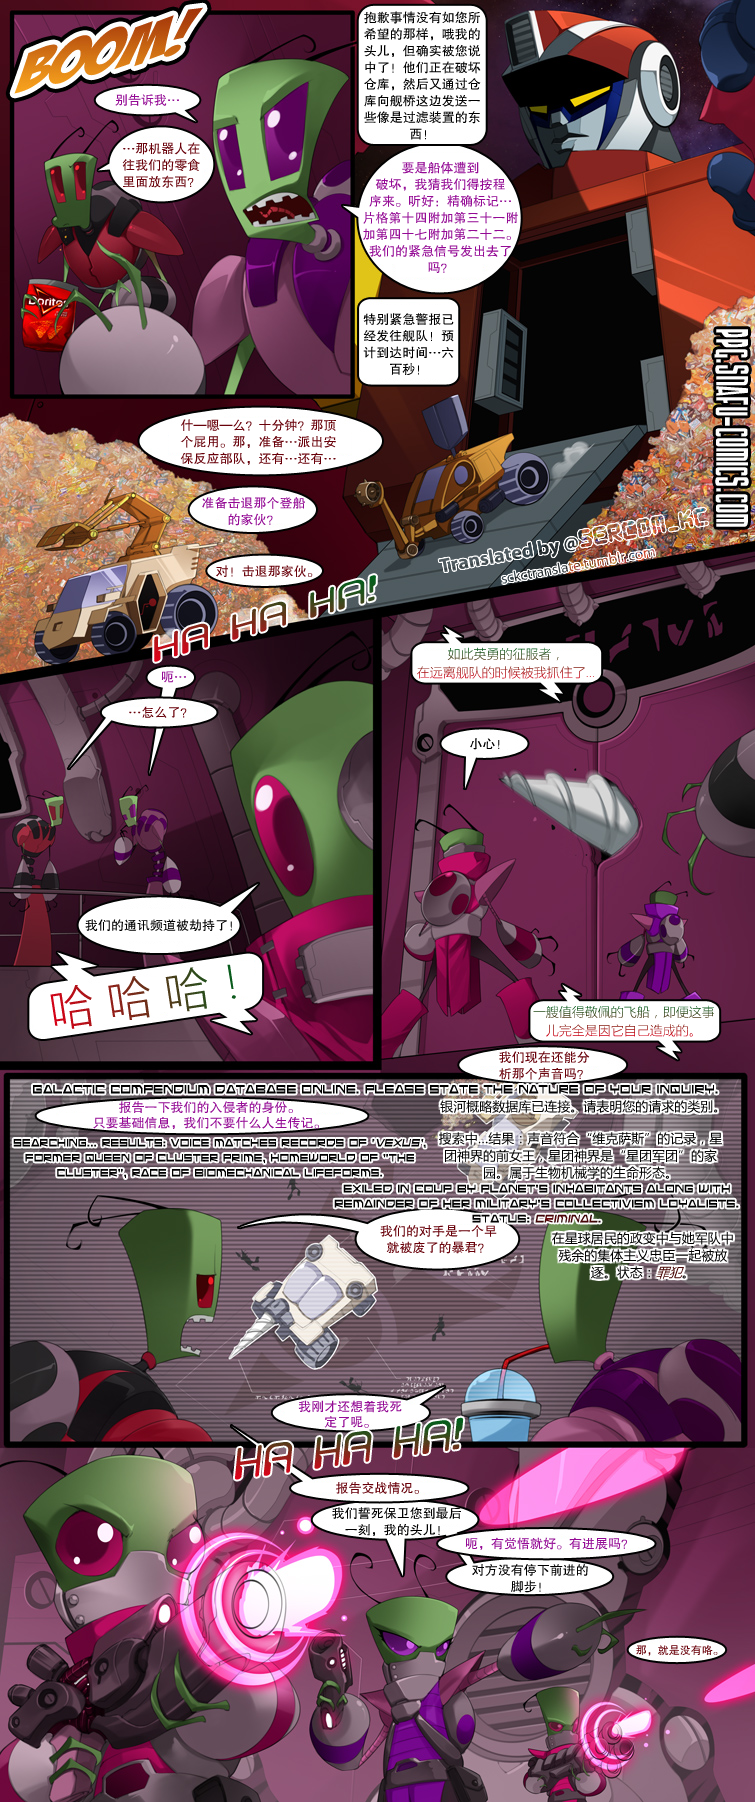 BOOM!
别告诉我…
…那机器人在
往我们的零食
里面放东西?
Doritos
抱歉事情没有如您所
希望的那样，哦我的
头儿，但确实被您说
中了！他们正在破坏
仓库，然后又通过仓
库向舰桥这边发送一
些像是过滤装置的东
西！
要是船体遭到
破坏，我猜我们得按程
序来。听好：精确标记…
片格第十四附加第三十一附
加第四十七附加第二十二。
我们的紧急信号发出去了
吗?
特别紧急警报已
经发往舰队！预
计到达时间…六
百秒！
PPG.SNAFU-COMICS.COM
什—嗯—么？十分钟？那顶
个屁用。那，准备…派出安
保反应部队，还有…还有…
准备击退那个登船
的家伙?
对！击退那家伙。
Translated by @SERCOM_KC
sckctranslate.tumblr.com
HA HA HA!
呃…
…怎么了?
我们的通讯频道被劫持了！
哈 哈 哈！
如此英勇的征服者，
在远离舰队的时候被我抓住了...
小心！
一艘值得敬佩的飞船，即便这事
儿完全是因它自己造成的。
我们现在还能分
析那个声音吗?
GALACTIC COMPENDIUM DATABASE ONLINE. PLEASE STATE THE NATURE OF YOUR INQUIRY.
银河概略数据库已连接。请表明您的请求的类别。
报告一下我们的入侵者的身份。
只要基础信息，我们不要什么人生传记。
SEARCHING... RESULTS: VOICE MATCHES RECORDS OF 'VEXUS',
FORMER QUEEN OF CLUSTER PRIME, HOMEWORLD OF "THE
CLUSTER", RACE OF BIOMECHANICAL LIFEFORMS.
搜索中...结果：声音符合“维克萨斯”的记录，星
团神界的前女王，星团神界是“星团军团”的家
园。属于生物机械学的生命形态。
EXILED IN COUP BY PLANET'S INHABITANTS ALONG WITH
REMAINDER OF HER MILITARY'S COLLECTIVISM LOYALISTS.
STATUS: CRIMINAL.
在星球居民的政变中与她军队中
残余的集体主义忠臣一起被放
逐。状态：罪犯。
我们的对手是一个早
就被废了的暴君?
我刚才还想着我死
定了呢。
HA HA HA!
报告交战情况。
我们誓死保卫您到最后
一刻，我的头儿！
呃，有觉悟就好。有进展吗?
对方没有停下前进的
脚步！
那，就是没有咯。